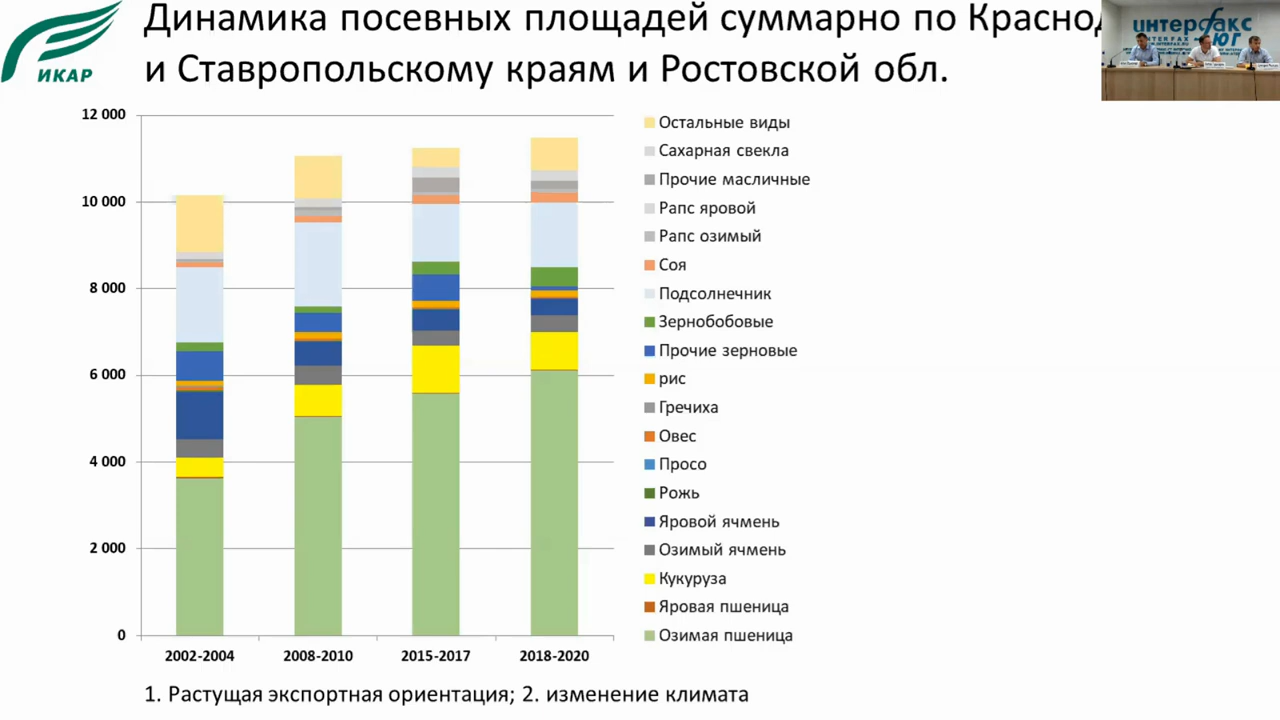 Динамика посевных площадей суммарно по
и Ставропольскому краям и Ростовской обл.
ИКАР
интерфакс
ЮГ
12 000
10 000
8 000
6 000
4 000
2 000
0
2002-2004
2008-2010
2015-2017
2018-2020
Остальные виды
Сахарная свекла
Прочие масличные
Рапс яровой
Рапс озимый
Соя
Подсолнечник
Зернобобовые
Прочие зерновые
рис
Гречиха
Овес
Просо
Рожь
Яровой ячмень
Озимый ячмень
Кукуруза
Яровая пшеница
Озимая пшеница
1. Растущая экспортная ориентация; 2. изменение климата